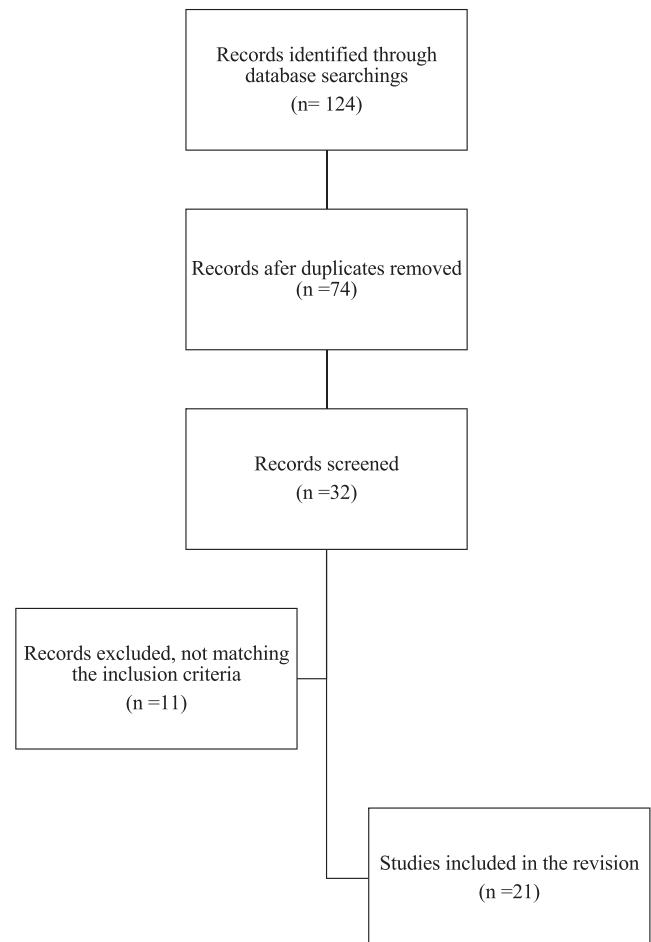 Records identified through
database searchings
(n= 124)
Records afer duplicates removed
(n =74)
Records screened
(n =32)
Records excluded, not matching
the inclusion criteria
(n =11)
Studies included in the revision
(n =21)